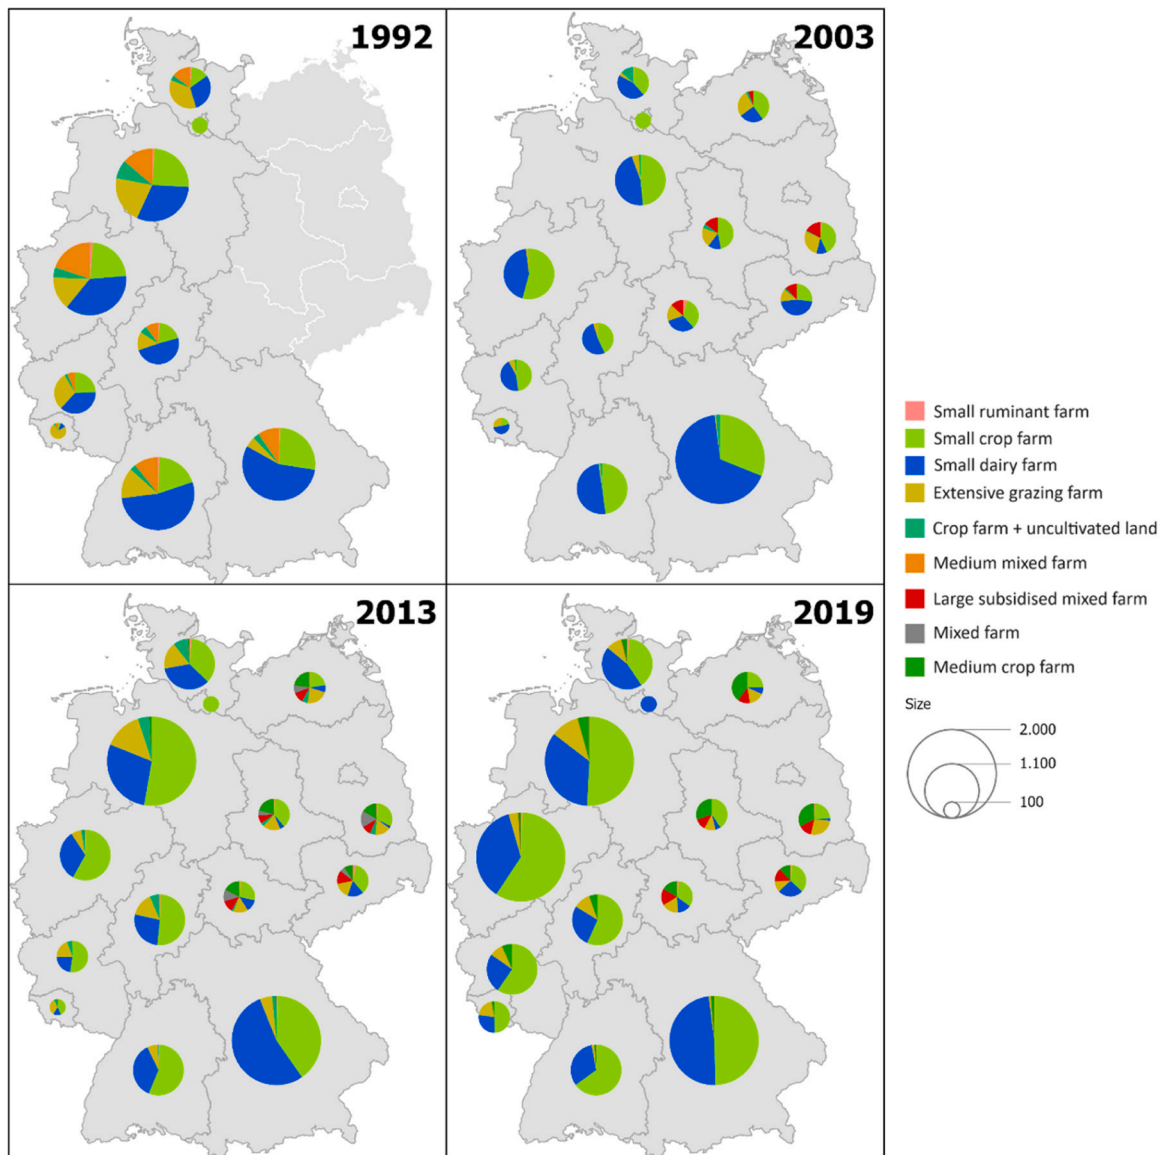 1992
2003
2013
2019
Small ruminant farm
Small crop farm
Small dairy farm
Extensive grazing farm
Crop farm + uncultivated land
Medium mixed farm
Large subsidised mixed farm
Mixed farm
Medium crop farm
Size
2.000
1.100
100